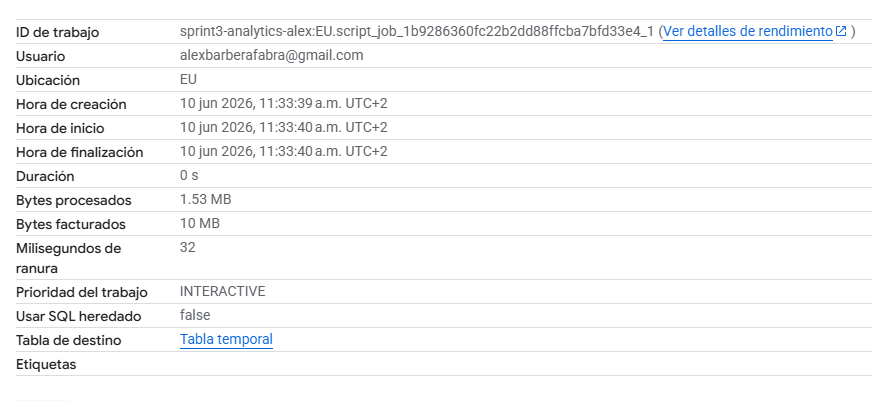 ID de trabajo sprint3-analytics-alex:EU.script_job_1b9286360fc22b2dd88ffcba7bfd33e4_1 (Ver detalles de rendimiento )
Usuario alexbarberafabra@gmail.com
Ubicación EU
Hora de creación 10 jun 2026, 11:33:39 a.m. UTC+2
Hora de inicio 10 jun 2026, 11:33:40 a.m. UTC+2
Hora de finalización 10 jun 2026, 11:33:40 a.m. UTC+2
Duración 0 s
Bytes procesados 1.53 MB
Bytes facturados 10 MB
Milisegundos de 32
ranura
Prioridad del trabajo INTERACTIVE
Usar SQL heredado false
Tabla de destino Tabla temporal
Etiquetas